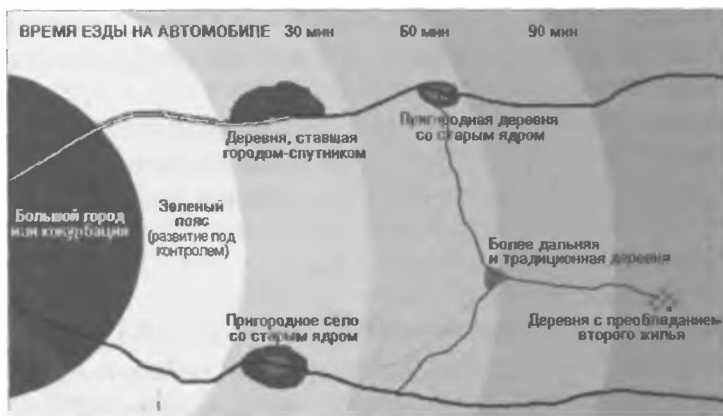 ВРЕМЯ ЕЗДЫ НА АВТОМОБИЛЕ 30 мин 60 мин 90 мин
Деревня, ставшая
городом-спутником
Пригородная деревня
со старым ядром
Большой город
или конурбация
Зеленый
пояс
(развитие под
контролем)
Более дальняя
и традиционная деревня
Пригородное село
со старым ядром
Деревня с преобладанием
второго жилья